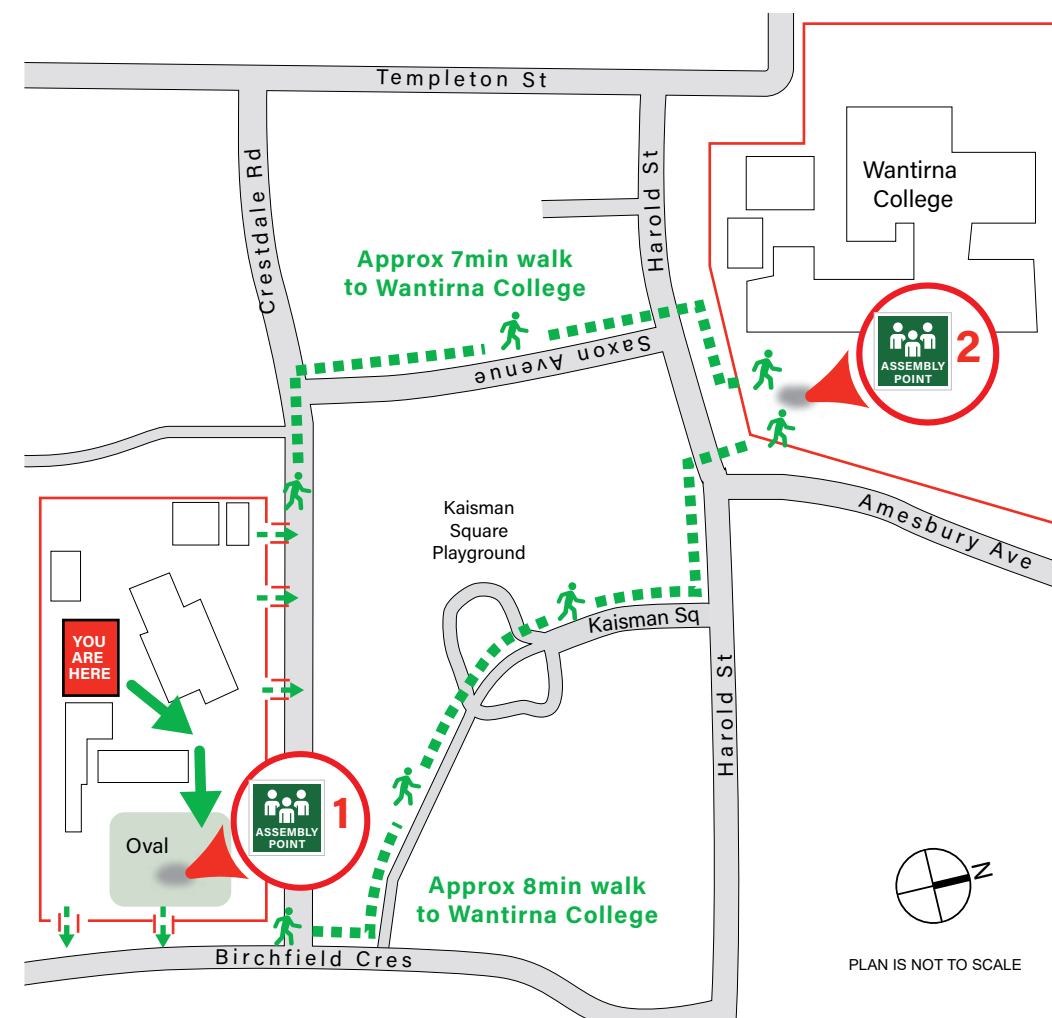 Templeton St
Crestdale Rd
Harold St
Wantirna
College
Approx 7min walk
to Wantirna College
Saxon Avenue
ASSEMBLY
POINT
2
Amesbury Ave
Kaisman
Square
Playground
Kaisman Sq
YOU
ARE
HERE
Harold St
ASSEMBLY
POINT
1
Oval
Approx 8min walk
to Wantirna College
N
Birchfield Cres
PLAN IS NOT TO SCALE